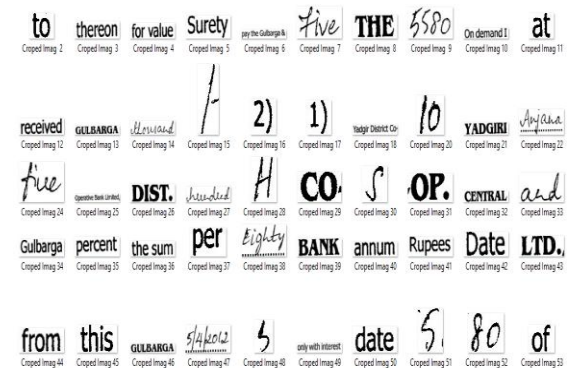 to thereon for value Surety pay the Gulbarga & Five THE 5580 On demand I at
Croped Imag 2 Croped Imag 3 Croped Imag 4 Croped Imag 5 Croped Imag 6 Croped Imag 7 Croped Imag 8 Croped Imag 9 Croped Imag 10 Croped Imag 11
received GULBARGA thousand /- 2) 1) Yadgir District Co- 10 YADGIRI Anjana
Croped Imag 12 Croped Imag 13 Croped Imag 14 Croped Imag 15 Croped Imag 16 Croped Imag 17 Croped Imag 18 Croped Imag 20 Croped Imag 21 Croped Imag 22
five Operative Bank Limited, DIST. hundred H CO- S OP. CENTRAL and
Croped Imag 24 Croped Imag 25 Croped Imag 26 Croped Imag 27 Croped Imag 28 Croped Imag 29 Croped Imag 30 Croped Imag 31 Croped Imag 32 Croped Imag 33
Gulbarga percent the sum per Eighty BANK annum Rupees Date LTD.,
Croped Imag 34 Croped Imag 35 Croped Imag 36 Croped Imag 37 Croped Imag 38 Croped Imag 39 Croped Imag 40 Croped Imag 41 Croped Imag 42 Croped Imag 43
from this GULBARGA 5/4/2012 5 only with interest date 5. 80 of
Croped Imag 44 Croped Imag 45 Croped Imag 46 Croped Imag 47 Croped Imag 48 Croped Imag 49 Croped Imag 50 Croped Imag 51 Croped Imag 52 Croped Imag 53